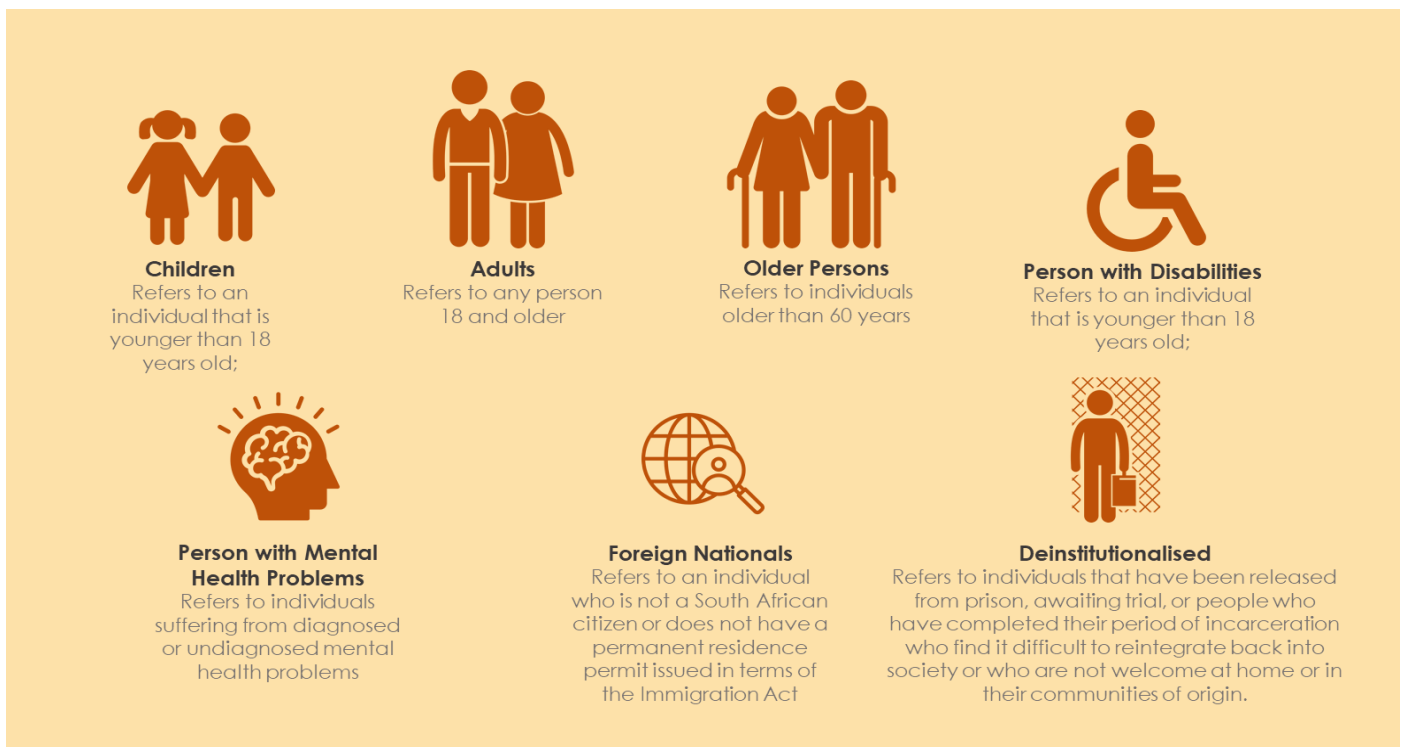 Children
Refers to an
individual that is
younger than 18
years old;
Adults
Refers to any person
18 and older
Older Persons
Refers to individuals
older than 60 years
Person with Disabilities
Refers to an individual
that is younger than 18
years old;
Person with Mental
Health Problems
Refers to individuals
suffering from diagnosed
or undiagnosed mental
health problems
Foreign Nationals
Refers to an individual
who is not a South African
citizen or does not have a
permanent residence
permit issued in terms of
the Immigration Act
Deinstitutionalised
Refers to individuals that have been released
from prison, awaiting trial, or people who
have completed their period of incarceration
who find it difficult to reintegrate back into
society or who are not welcome at home or in
their communities of origin.